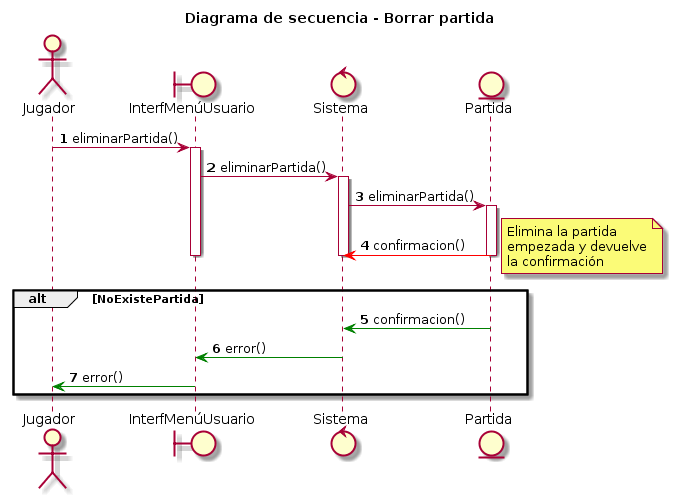 Diagrama de secuencia - Borrar partida
Jugador
InterfMenúUsuario
Sistema
Partida
1 eliminarPartida()
2 eliminarPartida()
3 eliminarPartida()
Elimina la partida
empezada y devuelve
la confirmación
4 confirmacion()
alt [NoExistePartida]
5 confirmacion()
6 error()
7 error()
Jugador
InterfMenúUsuario
Sistema
Partida